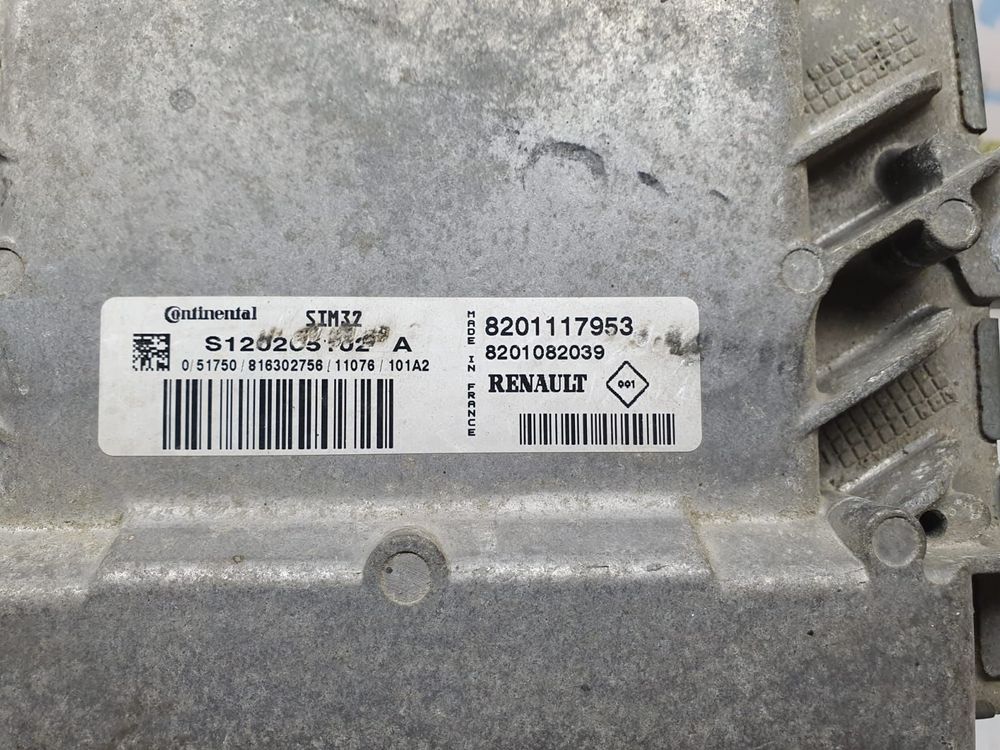 Continental SIM32
A
0/51750/816302756/11076/101A2
MADE IN FRANCE
8201117953
8201082039
RENAULT 001